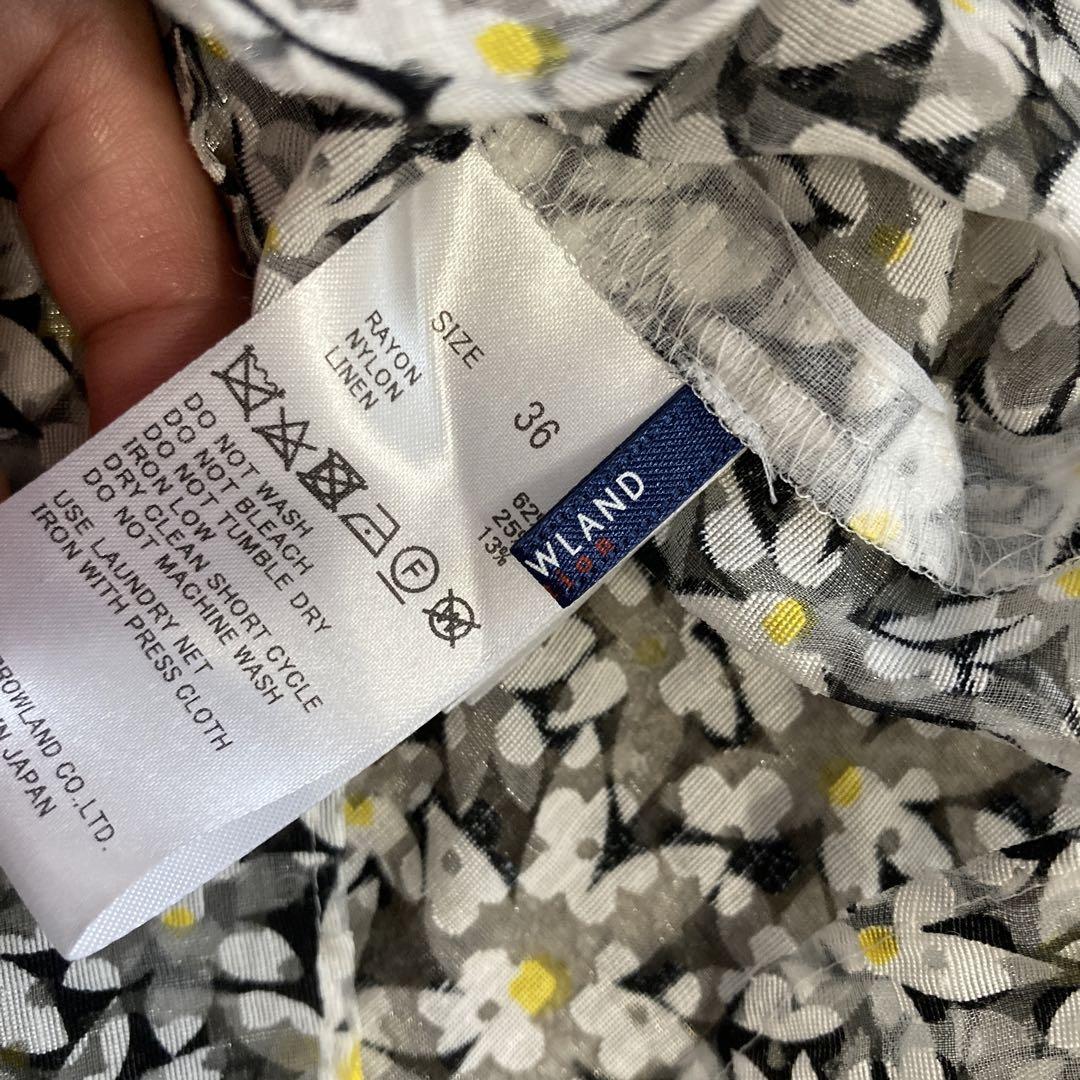 SIZE 36
RAYON 62
NYLON 25
LINEN 13%
F
W
DO NOT WASH
DO NOT BLEACH
DO NOT TUMBLE DRY
IRON LOW
DRY CLEAN SHORT CYCLE
DO NOT MACHINE WASH
USE LAUNDRY NET
IRON WITH PRESS CLOTH
CROWLAND CO.,LTD.
IN JAPAN
WLAND